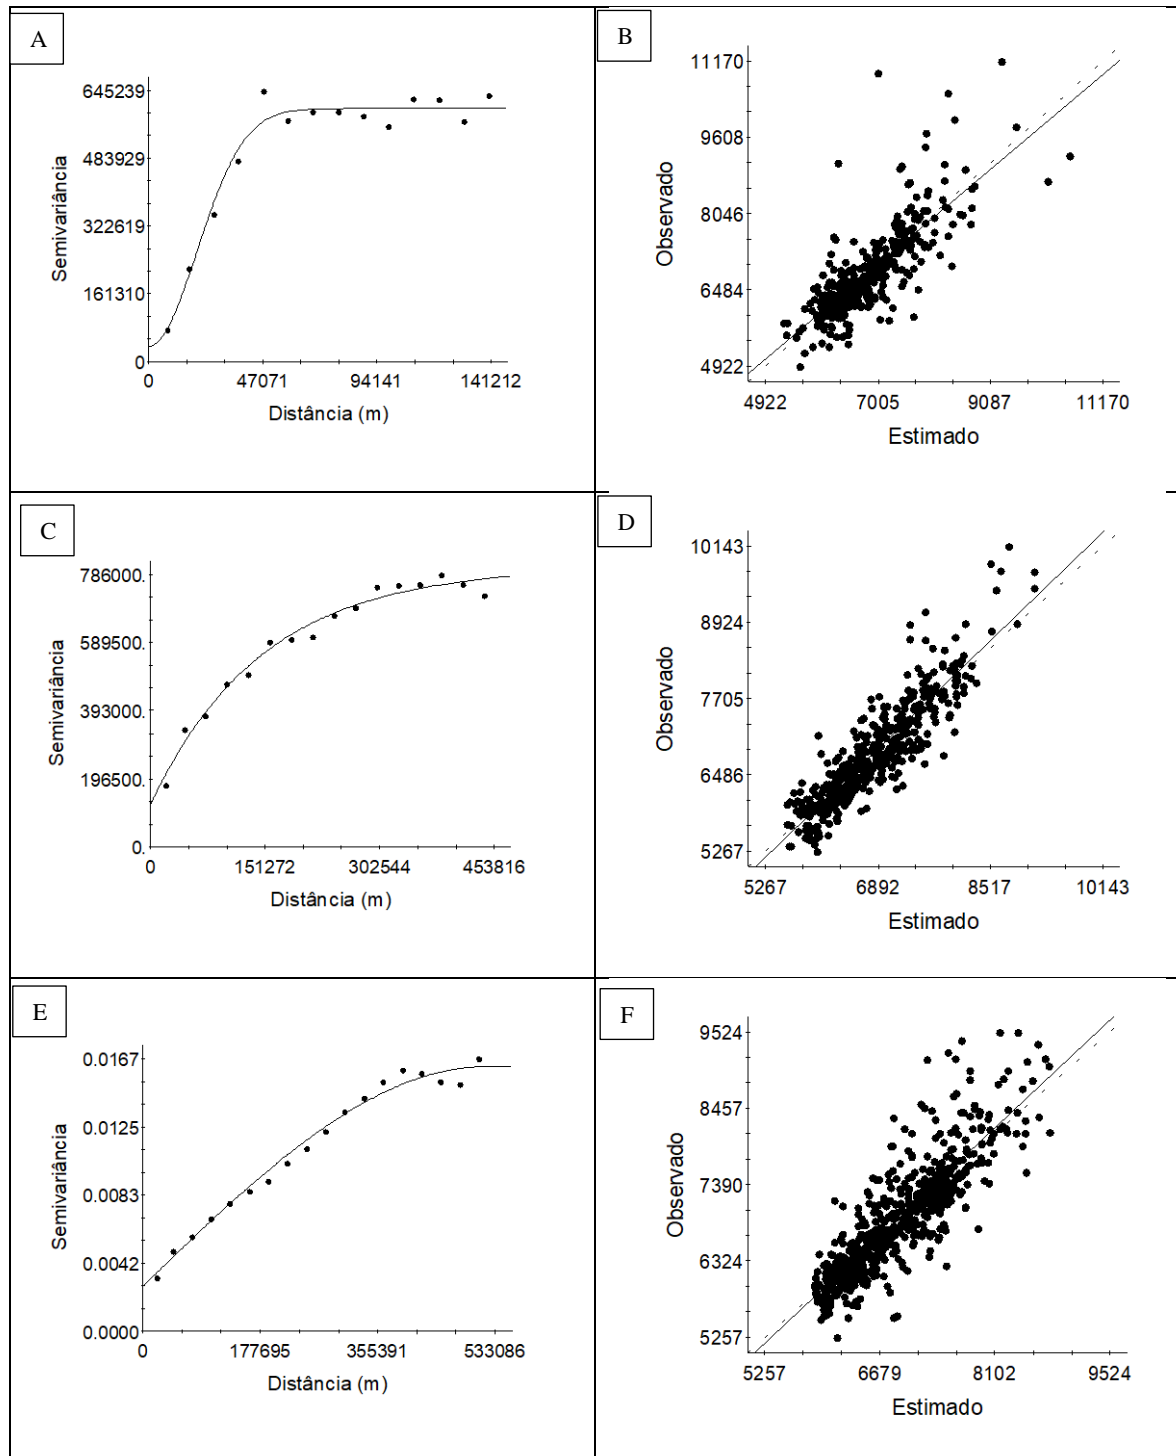 A
645239
483929
322619
161310
0
Semivariância
0 47071 94141 141212
Distância (m)
B
11170
9608
8046
6484
4922
Observado
4922 7005 9087 11170
Estimado
C
786000.
589500.
393000.
196500.
0.
Semivariância
0 151272 302544 453816
Distância (m)
D
10143
8924
7705
6486
5267
Observado
5267 6892 8517 10143
Estimado
E
0.0167
0.0125
0.0083
0.0042
0.0000
Semivariância
0 177695 355391 533086
Distância (m)
F
9524
8457
7390
6324
5257
Observado
5257 6679 8102 9524
Estimado